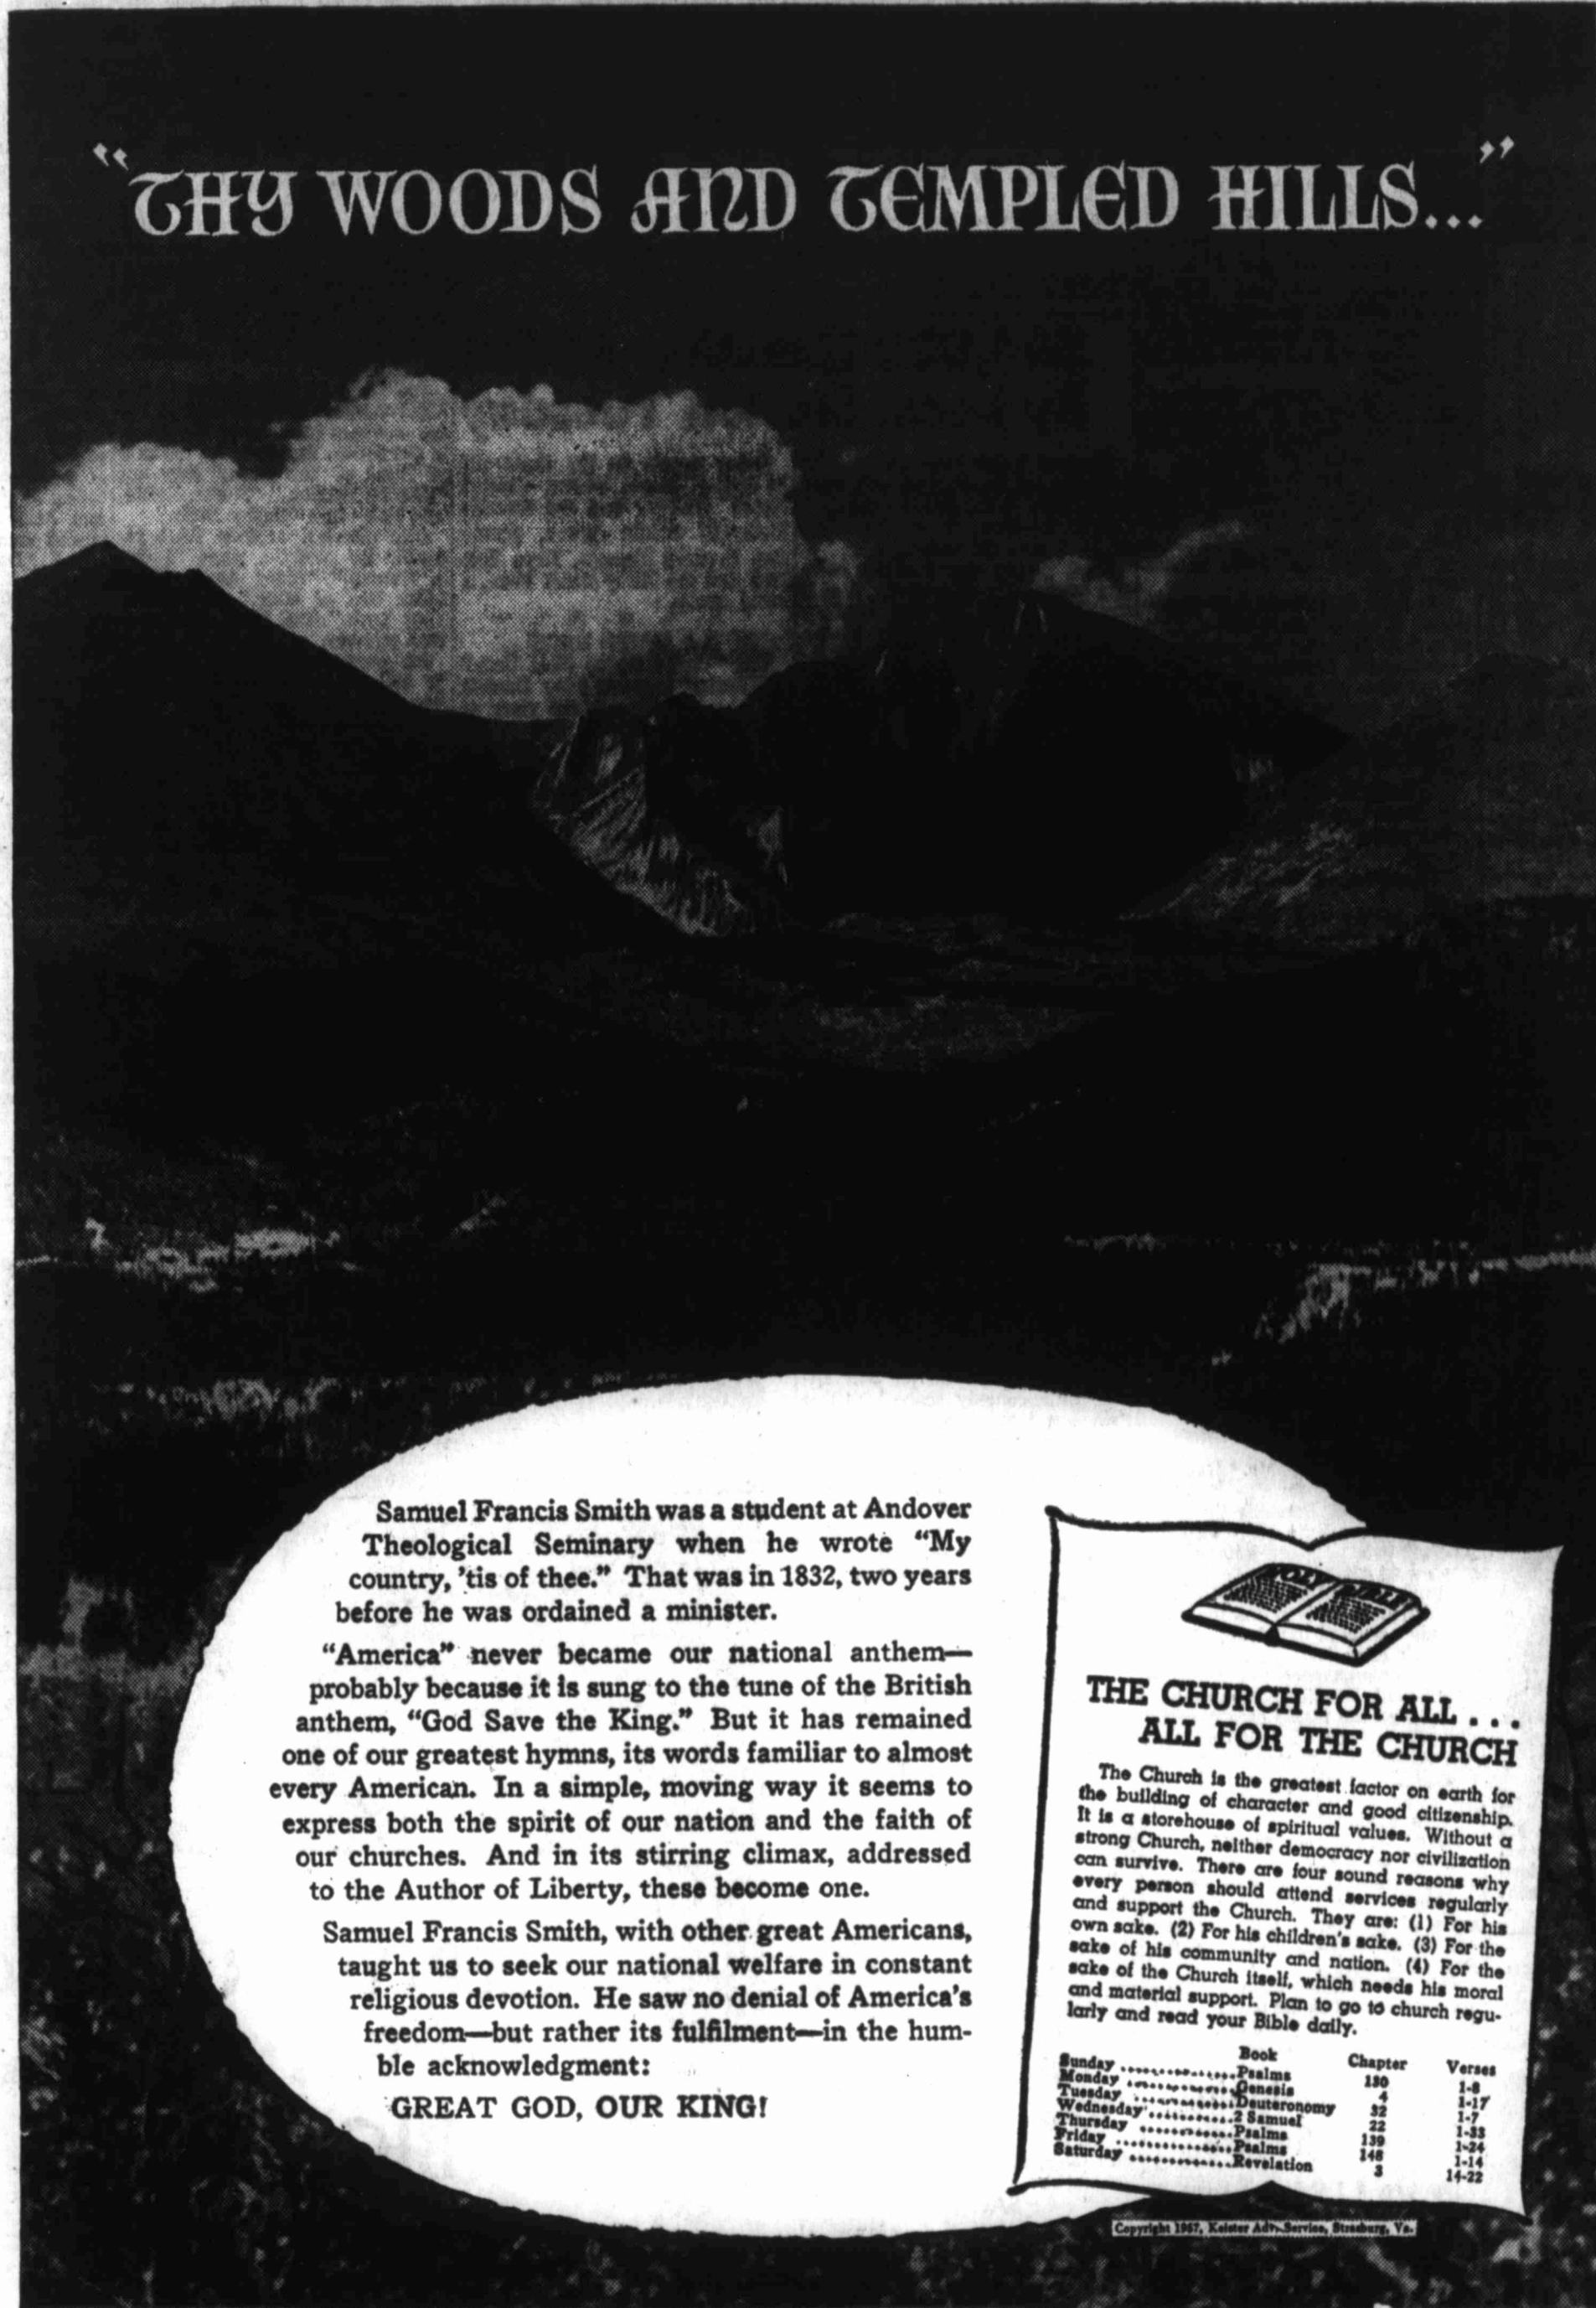 “THY WOODS AND TEMPLED HILLS...”
Samuel Francis Smith was a student at Andover
Theological Seminary when he wrote “My
country, ’tis of thee.” That was in 1832, two years
before he was ordained a minister.
“America” never became our national anthem—
probably because it is sung to the tune of the British
anthem, “God Save the King.” But it has remained
one of our greatest hymns, its words familiar to almost
every American. In a simple, moving way it seems to
express both the spirit of our nation and the faith of
our churches. And in its stirring climax, addressed
to the Author of Liberty, these become one.
Samuel Francis Smith, with other great Americans,
taught us to seek our national welfare in constant
religious devotion. He saw no denial of America’s
freedom—but rather its fulfilment—in the hum-
ble acknowledgment:
GREAT GOD, OUR KING!
HOLY BIBLE
THE CHURCH FOR ALL . . .
ALL FOR THE CHURCH
The Church is the greatest factor on earth for
the building of character and good citizenship.
It is a storehouse of spiritual values. Without a
strong Church, neither democracy nor civilization
can survive. There are four sound reasons why
every person should attend services regularly
and support the Church. They are: (1) For his
own sake. (2) For his children’s sake. (3) For the
sake of his community and nation. (4) For the
sake of the Church itself, which needs his moral
and material support. Plan to go to church regu-
larly and read your Bible daily.
Book Chapter Verses
Sunday ..............Psalms 130 1-8
Monday ..............Genesis 4 1-17
Tuesday .............Deuteronomy 32 1-7
Wednesday ...........2 Samuel 22 1-33
Thursday ............Psalms 139 1-24
Friday ..............Psalms 148 1-14
Saturday ............Revelation 3 14-22
Copyright 1957, Keister Adv. Service, Strasburg, Va.